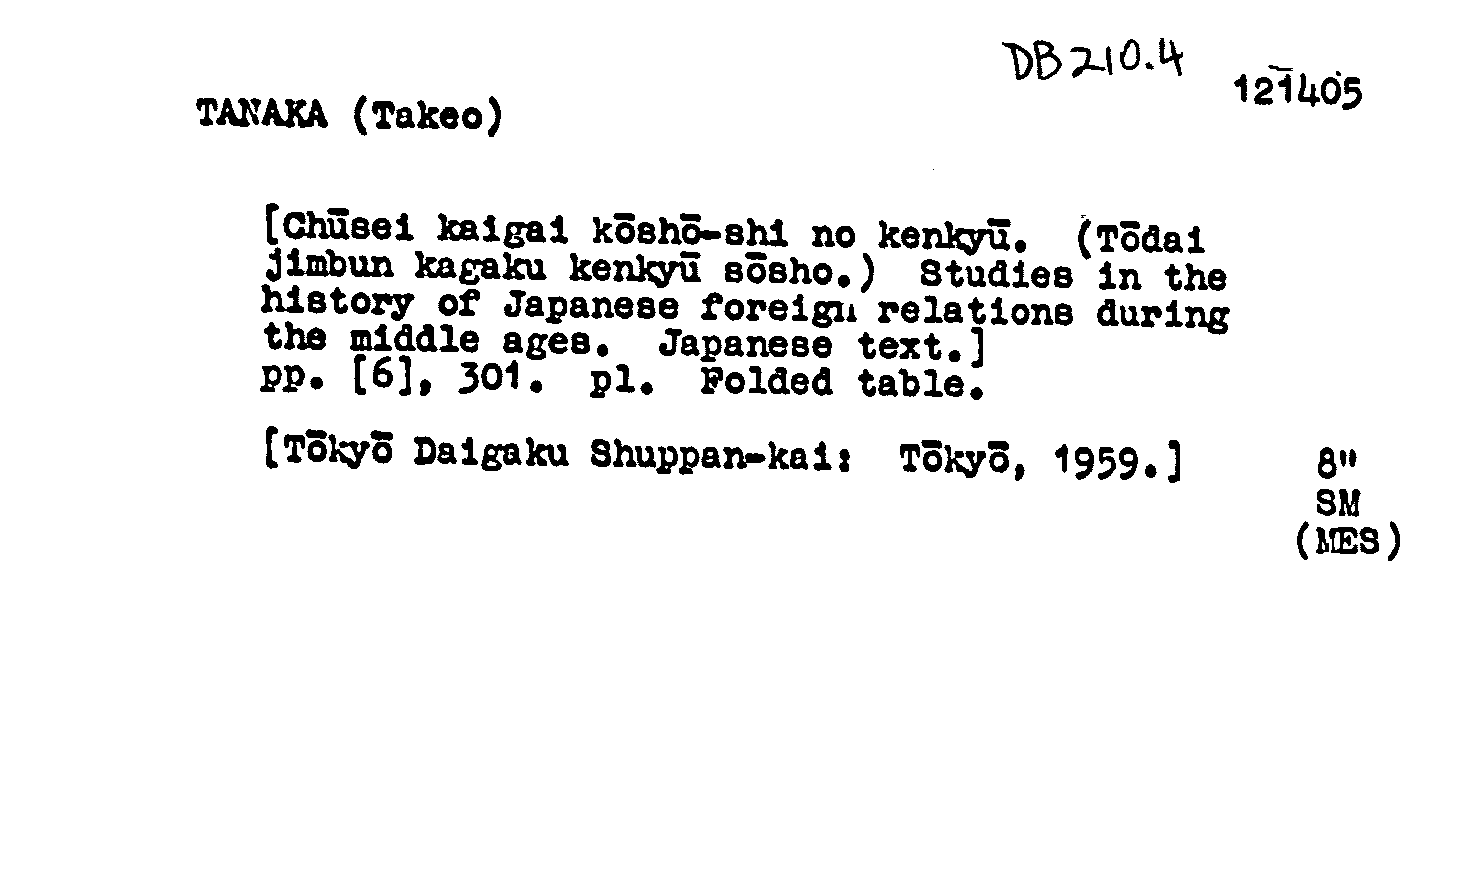 DB210.4
121405
TANAKA (Takeo)
[Chūsei kaigai kōshō-shi no kenkyū. (Tōdai
jimbun kagaku kenkyū sōsho.) Studies in the
history of Japanese foreign relations during
the middle ages. Japanese text.]
pp. [6], 301. pl. Folded table.
[Tōkyō Daigaku Shuppan-kai: Tōkyō, 1959.]
8"
SM
(MES)